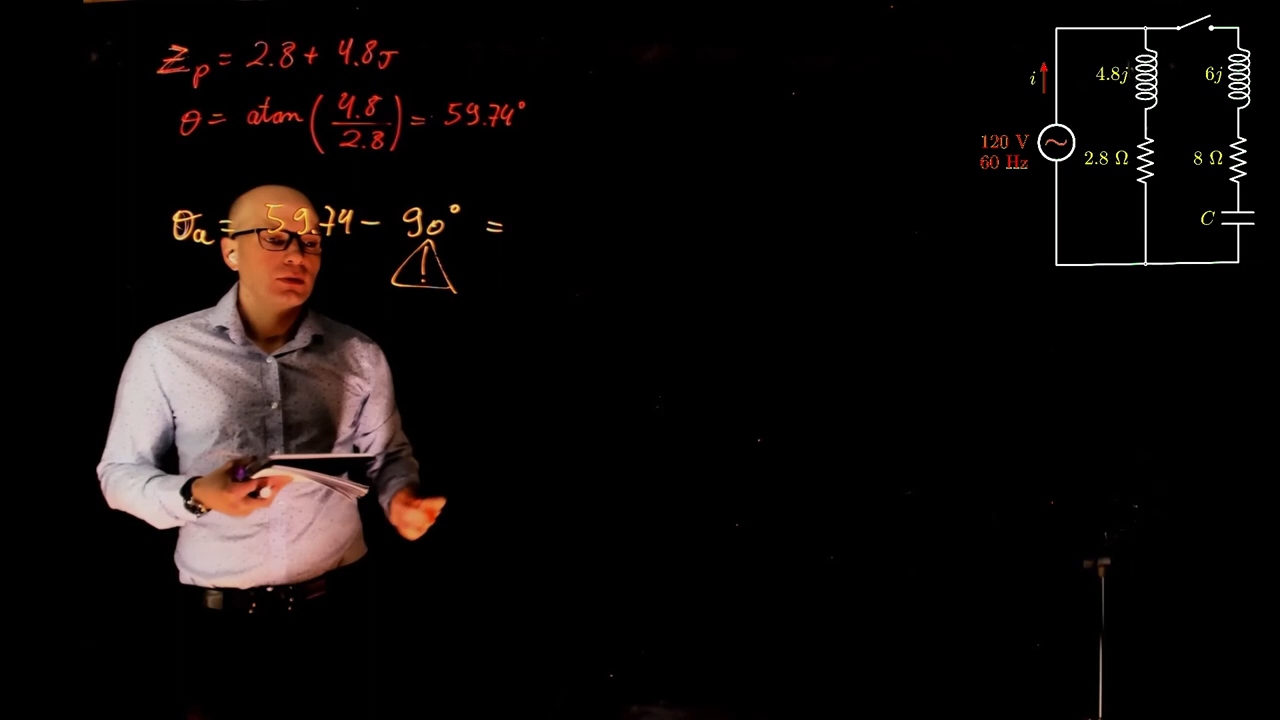 Zp = 2.8 + 4.8j
θ = atan(4.8/2.8) = 59.74°
θa = 59.74 - 90° =
!
i
4.8j
6j
120 V
60 Hz
2.8 Ω
8 Ω
C